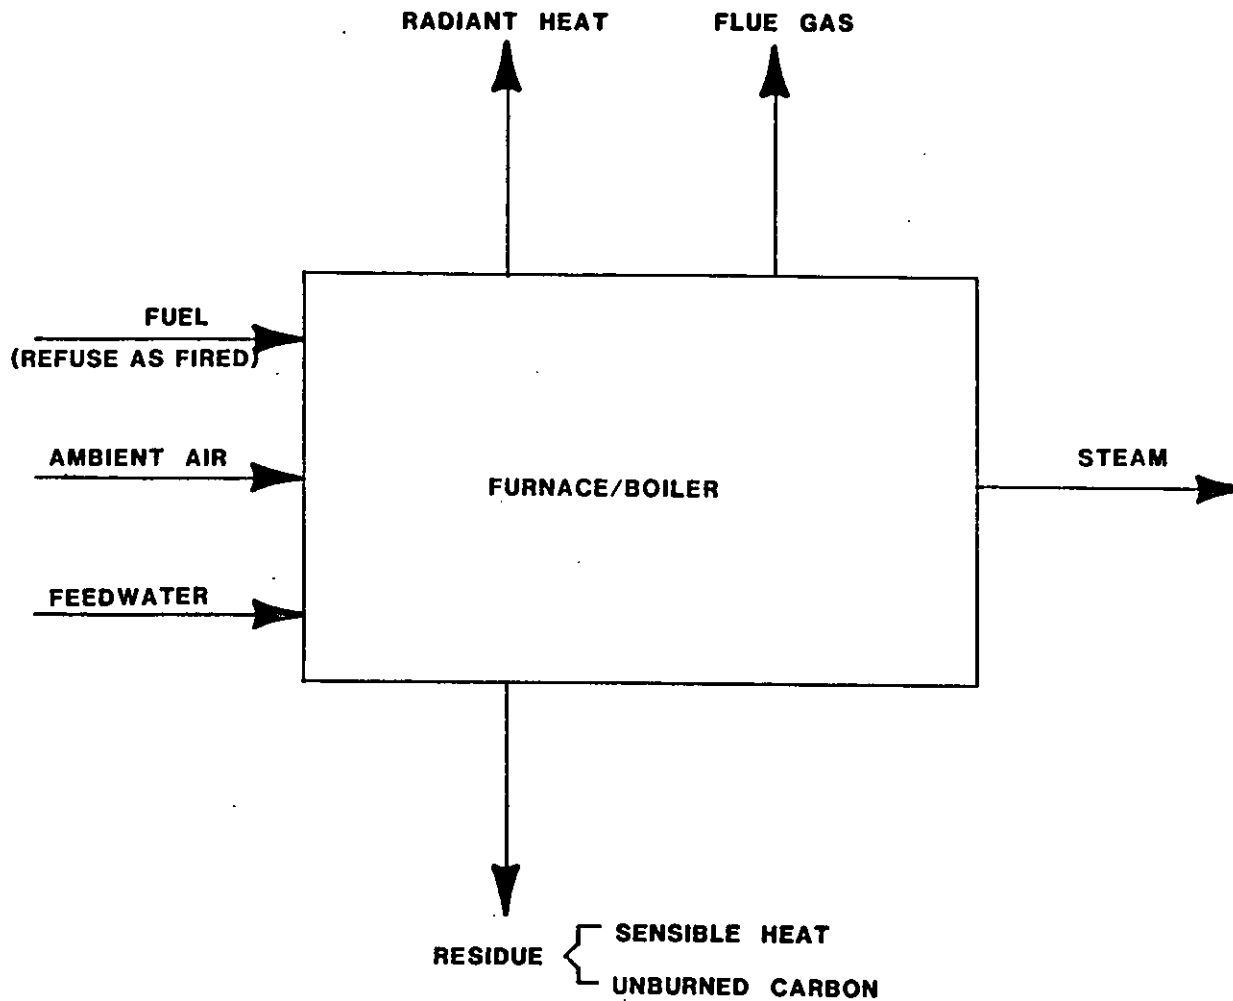 RADIANT HEAT
FLUE GAS
FUEL
(REFUSE AS FIRED)
AMBIENT AIR
STEAM
FURNACE/BOILER
FEEDWATER
SENSIBLE HEAT
RESIDUE
UNBURNED CARBON